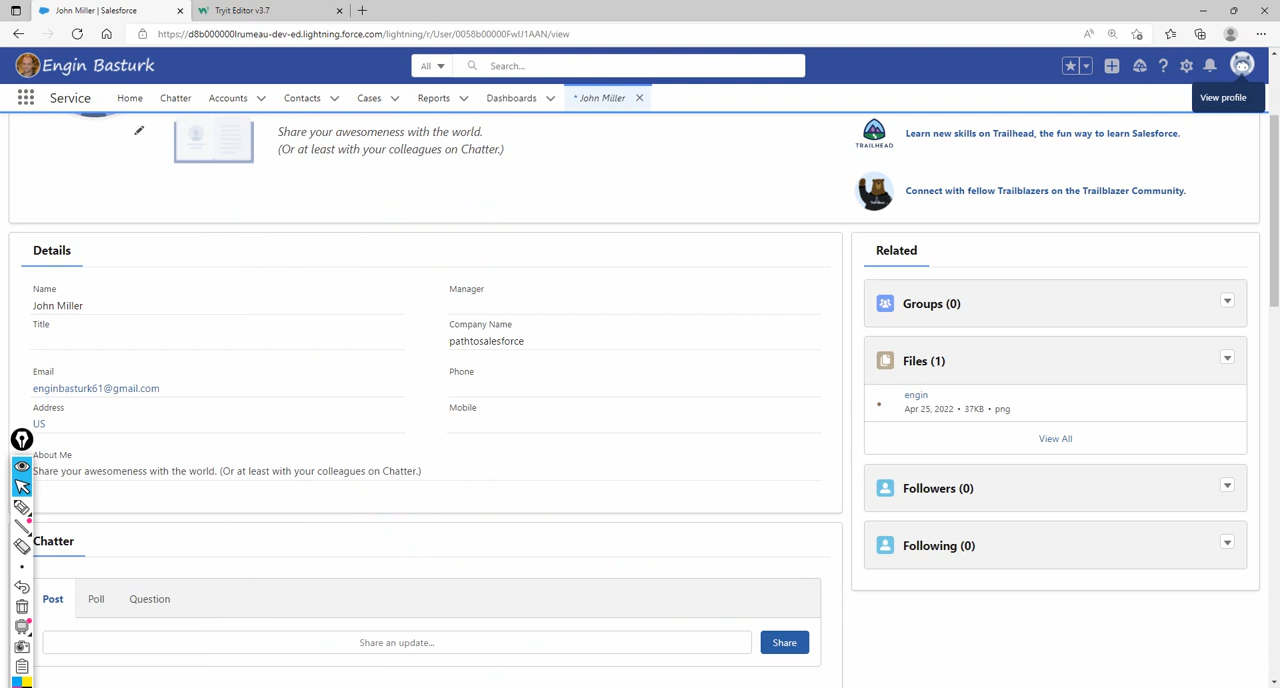 John Miller | Salesforce
Tryit Editor v3.7
https://d8b000000lrumeau-dev-ed.lightning.force.com/lightning/r/User/0058b00000FwIJ1AAN/view
Engin Basturk
All
Search...
Service
Home
Chatter
Accounts
Contacts
Cases
Reports
Dashboards
* John Miller
View profile
Share your awesomeness with the world.
(Or at least with your colleagues on Chatter.)
TRAILHEAD
Learn new skills on Trailhead, the fun way to learn Salesforce.
Connect with fellow Trailblazers on the Trailblazer Community.
Details
Name
John Miller
Manager
Title
Company Name
pathtosalesforce
Email
enginbasturk61@gmail.com
Phone
Address
US
Mobile
About Me
Share your awesomeness with the world. (Or at least with your colleagues on Chatter.)
Related
Groups (0)
Files (1)
engin
Apr 25, 2022 • 37KB • png
View All
Followers (0)
Following (0)
Chatter
Post
Poll
Question
Share an update...
Share